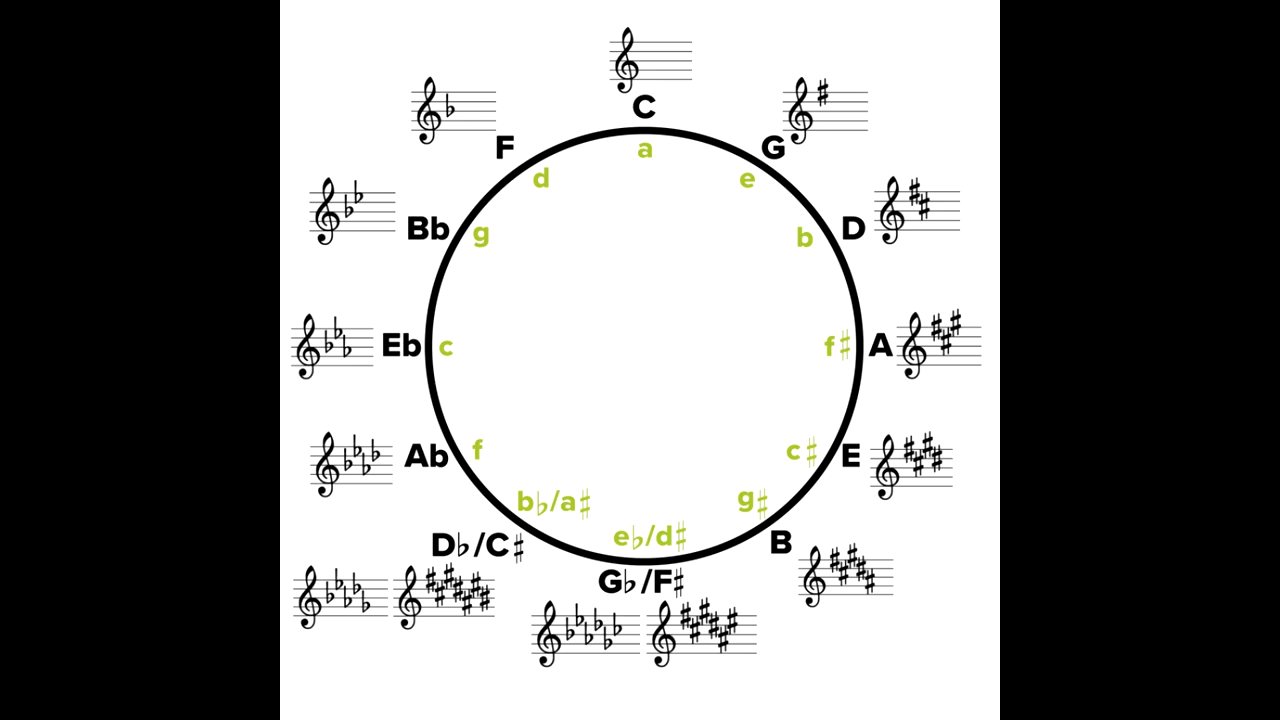 C
a
F
G
d
e
Bb
g
b
D
Eb
c
f♯
A
Ab
f
c♯
E
b♭/a♯
g♯
e♭/d♯
D♭/C♯
B
G♭/F♯